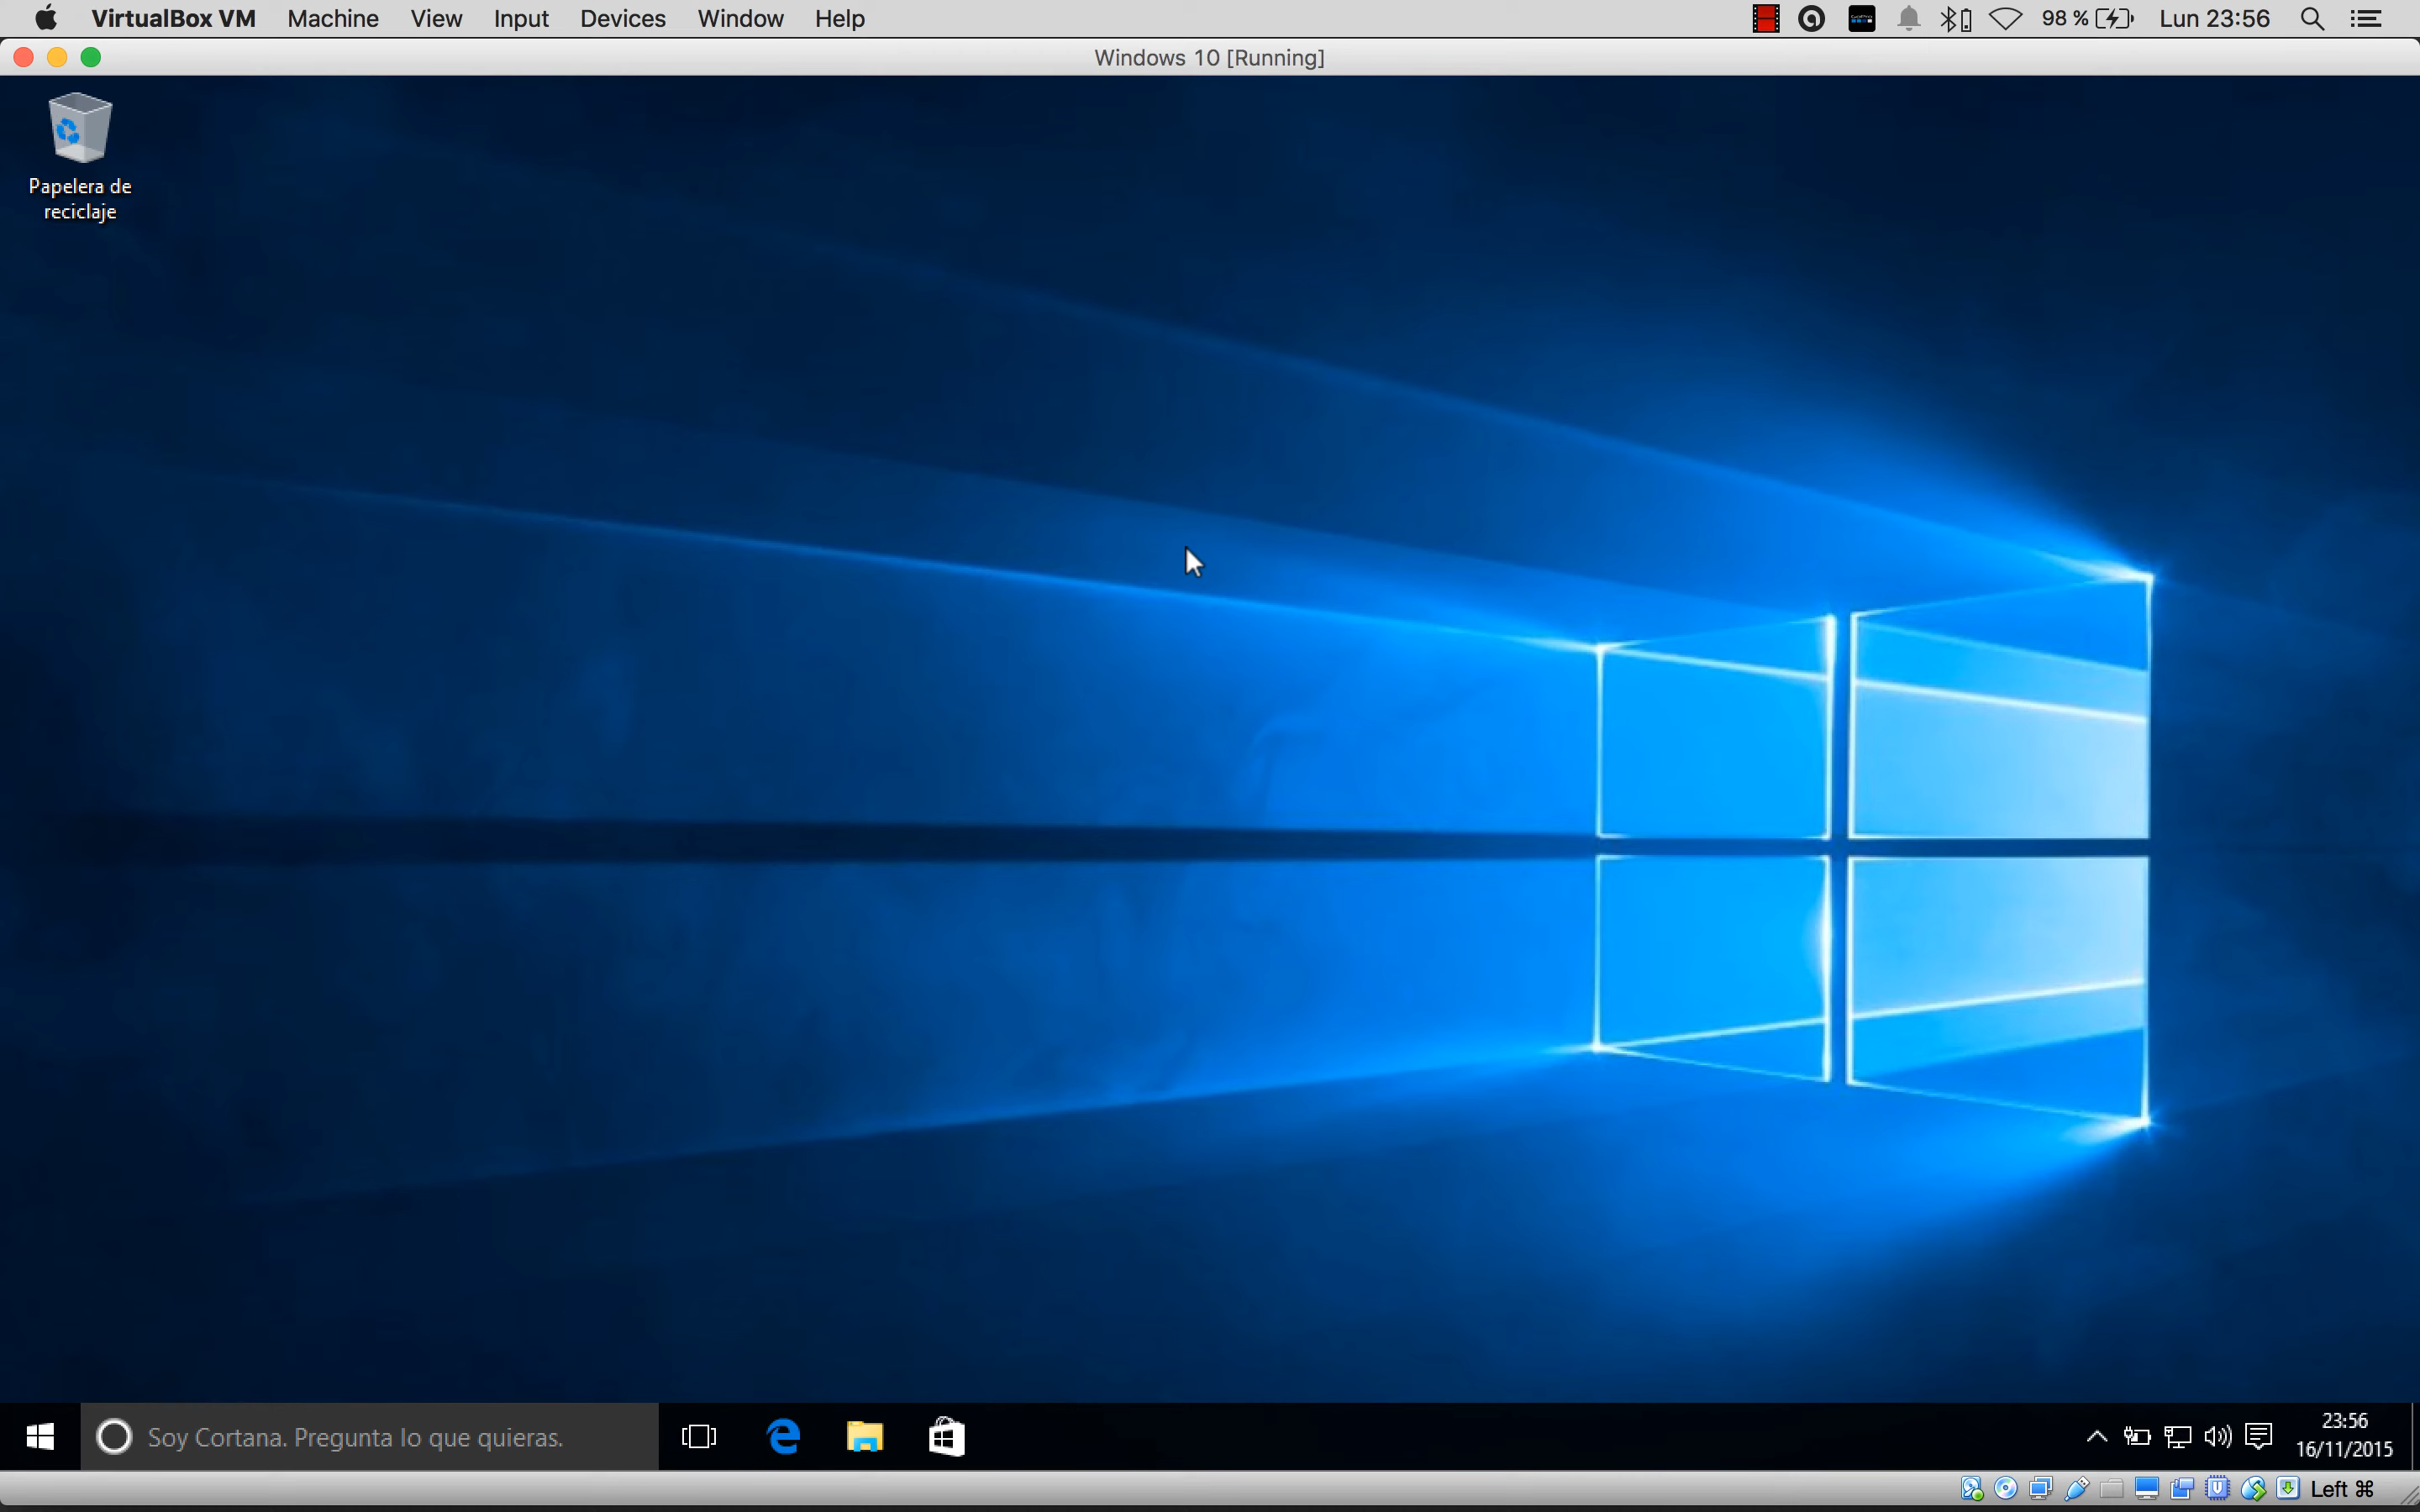 VirtualBox VM Machine View Input Devices Window Help 98 % Lun 23:56
Windows 10 [Running]
Papelera de
reciclaje
Soy Cortana. Pregunta lo que quieras.
23:56
16/11/2015
Left ⌘